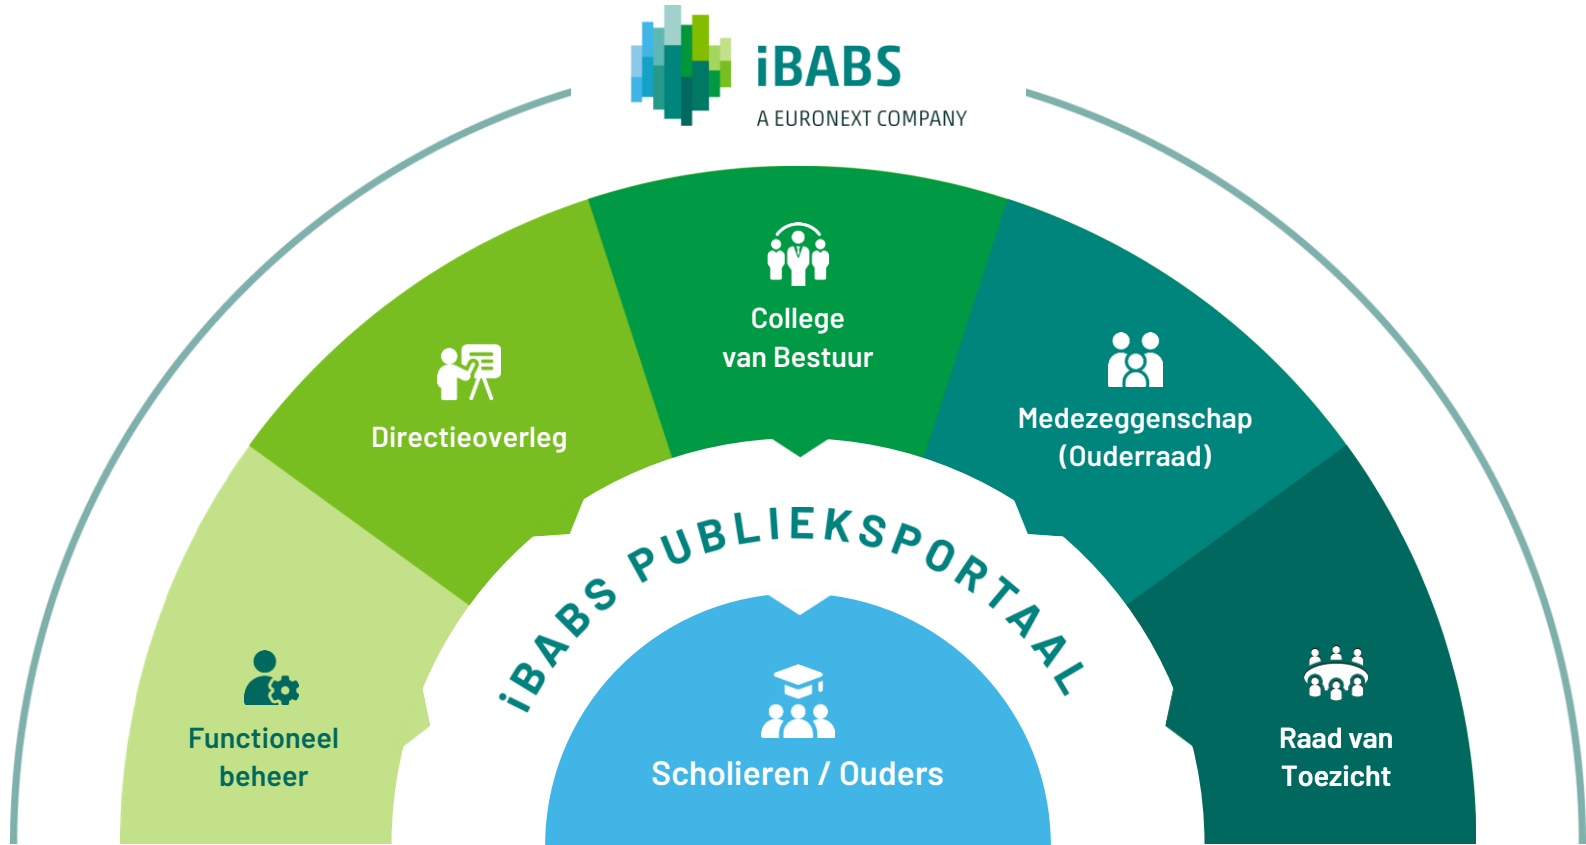 iBABS
A EURONEXT COMPANY
College
van Bestuur
Directieoverleg
Medezeggenschap
(Ouderraad)
Functioneel
beheer
Raad van
Toezicht
iBABS PUBLIEKSPORTAAL
Scholieren / Ouders